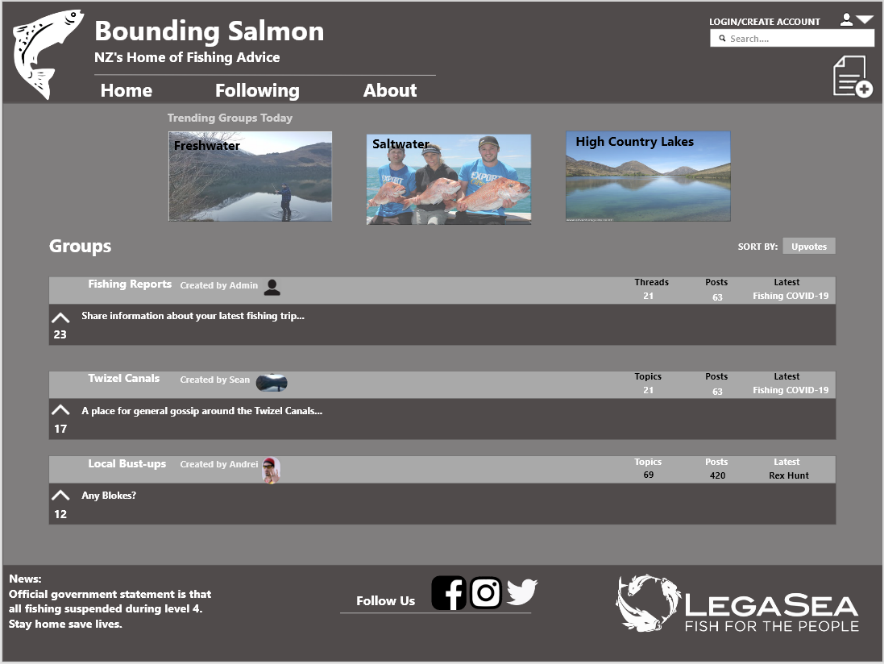 Bounding Salmon
NZ's Home of Fishing Advice
LOGIN/CREATE ACCOUNT
Search....
Home Following About
Trending Groups Today
Freshwater
Saltwater
High Country Lakes
EXPORT
EXPORT
Groups
SORT BY: Upvotes
Fishing Reports Created by Admin Threads Posts Latest
21 63 Fishing COVID-19
Share information about your latest fishing trip...
23
Twizel Canals Created by Sean Topics Posts Latest
21 63 Fishing COVID-19
A place for general gossip around the Twizel Canals...
17
Local Bust-ups Created by Andrei Topics Posts Latest
69 420 Rex Hunt
Any Blokes?
12
News:
Official government statement is that
all fishing suspended during level 4.
Stay home save lives.
Follow Us
LEGASEA
FISH FOR THE PEOPLE